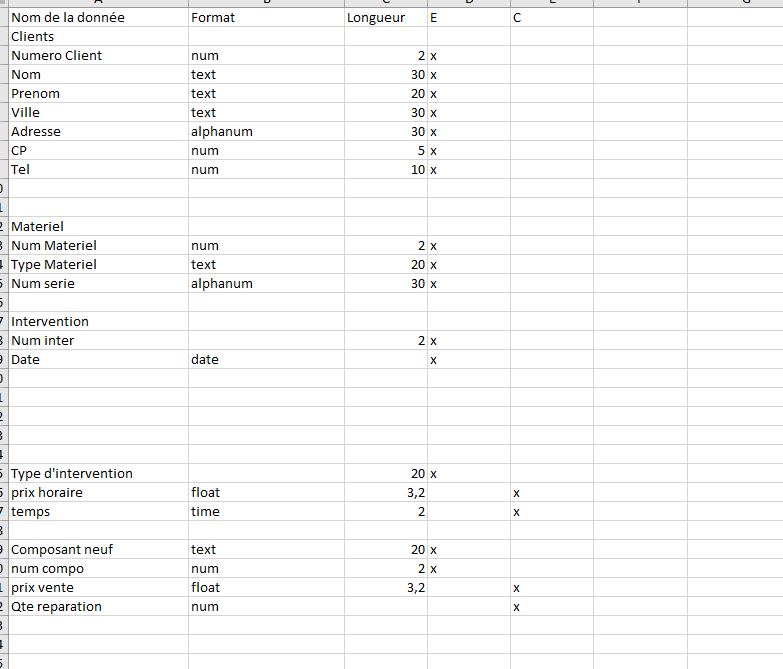 Nom de la donnée Format Longueur E C
Clients
Numero Client num 2 x
Nom text 30 x
Prenom text 20 x
Ville text 30 x
Adresse alphanum 30 x
CP num 5 x
Tel num 10 x
Materiel
Num Materiel num 2 x
Type Materiel text 20 x
Num serie alphanum 30 x
Intervention
Num inter 2 x
Date date x
Type d'intervention 20 x
prix horaire float 3,2 x
temps time 2 x
Composant neuf text 20 x
num compo num 2 x
prix vente float 3,2 x
Qte reparation num x